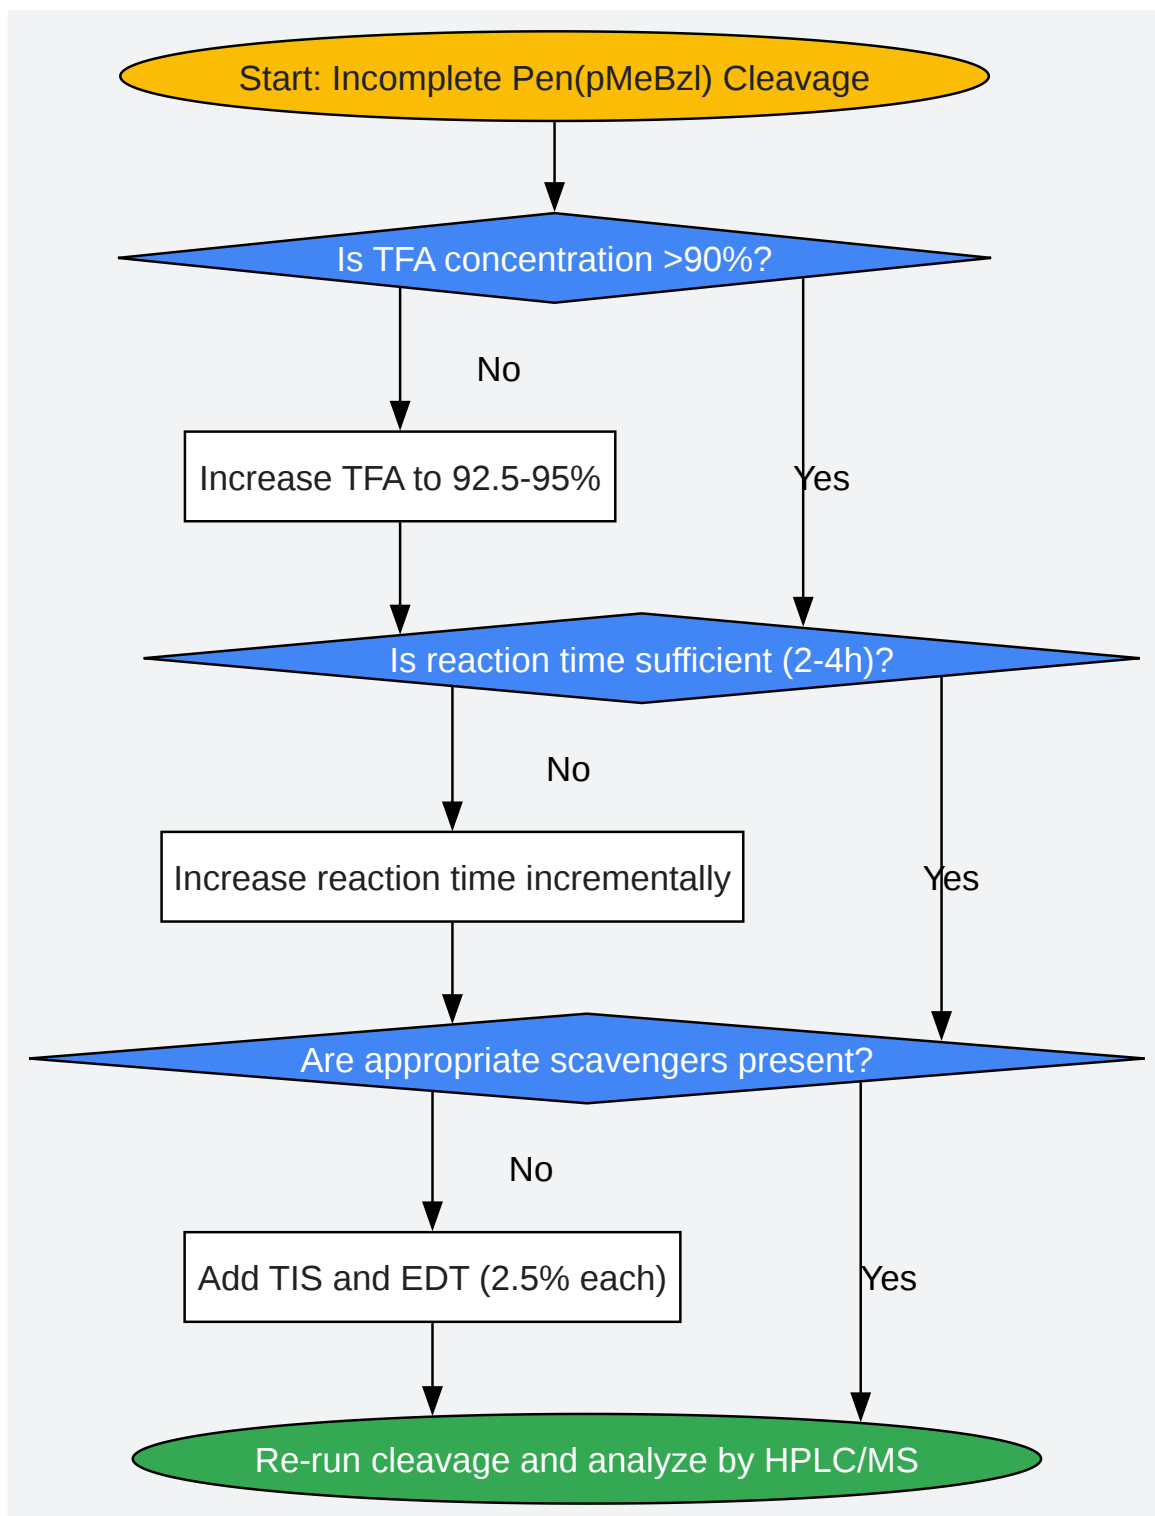 Start: Incomplete Pen(pMeBzl) Cleavage
Is TFA concentration >90%?
No
Increase TFA to 92.5-95%
Yes
Is reaction time sufficient (2-4h)?
No
Increase reaction time incrementally
Yes
Are appropriate scavengers present?
No
Add TIS and EDT (2.5% each)
Yes
Re-run cleavage and analyze by HPLC/MS